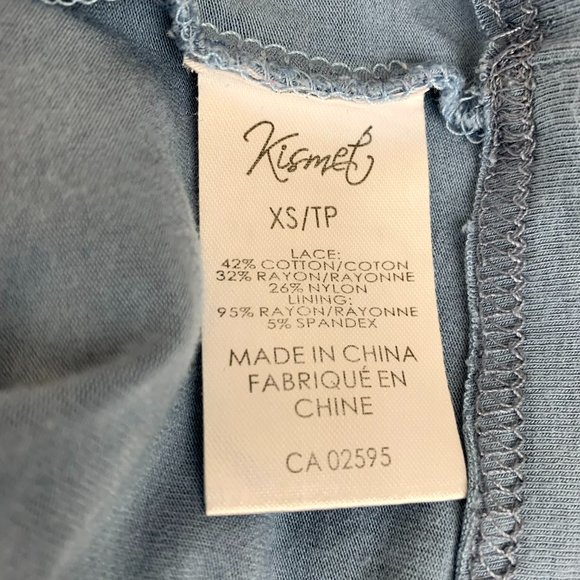 Kismet
XS/TP
LACE:
42% COTTON/COTON
32% RAYON/RAYONNE
26% NYLON
LINING:
95% RAYON/RAYONNE
5% SPANDEX
MADE IN CHINA
FABRIQUÉ EN
CHINE
CA 02595